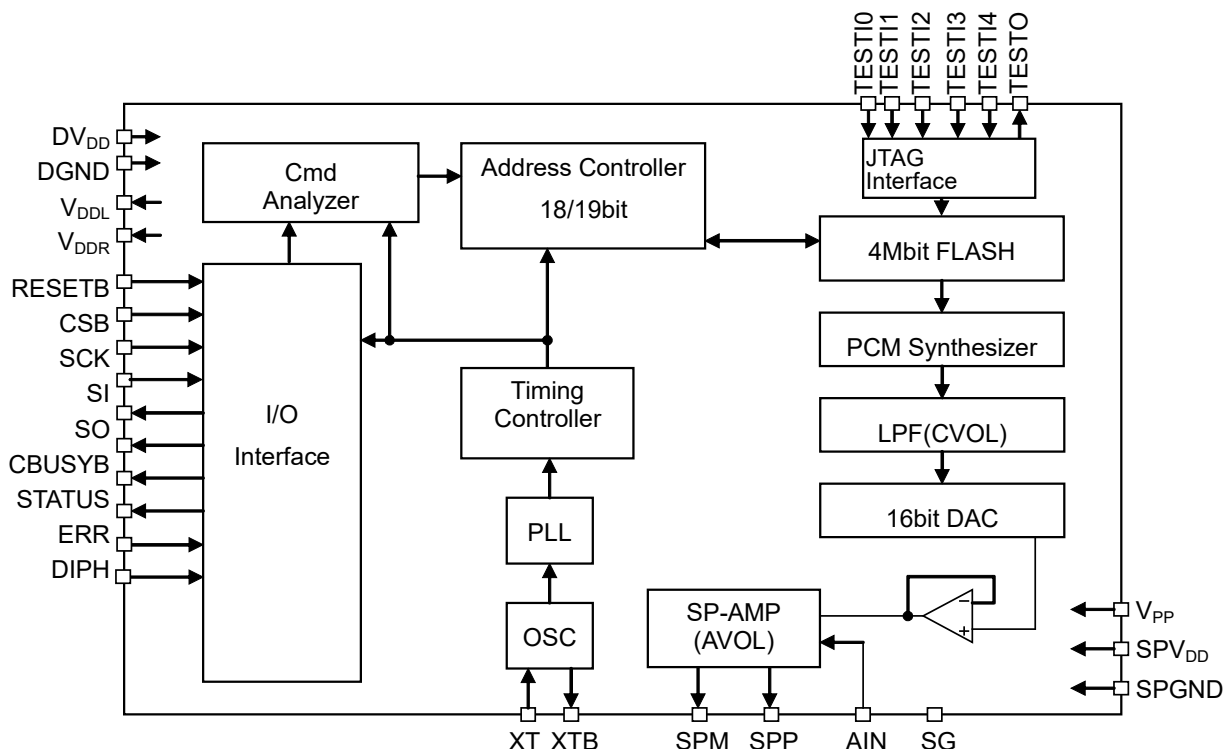 TESTI0
TESTI1
TESTI2
TESTI3
TESTI4
TESTO
DVDD
DGND
VDDL
VDDR
RESETB
CSB
SCK
SI
SO
CBUSYB
STATUS
ERR
DIPH
Cmd
Analyzer
Address Controller
18/19bit
JTAG
Interface
4Mbit FLASH
PCM Synthesizer
LPF(CVOL)
16bit DAC
I/O
Interface
Timing
Controller
PLL
OSC
SP-AMP
(AVOL)
−
+
VPP
SPVDD
SPGND
XT
XTB
SPM
SPP
AIN
SG